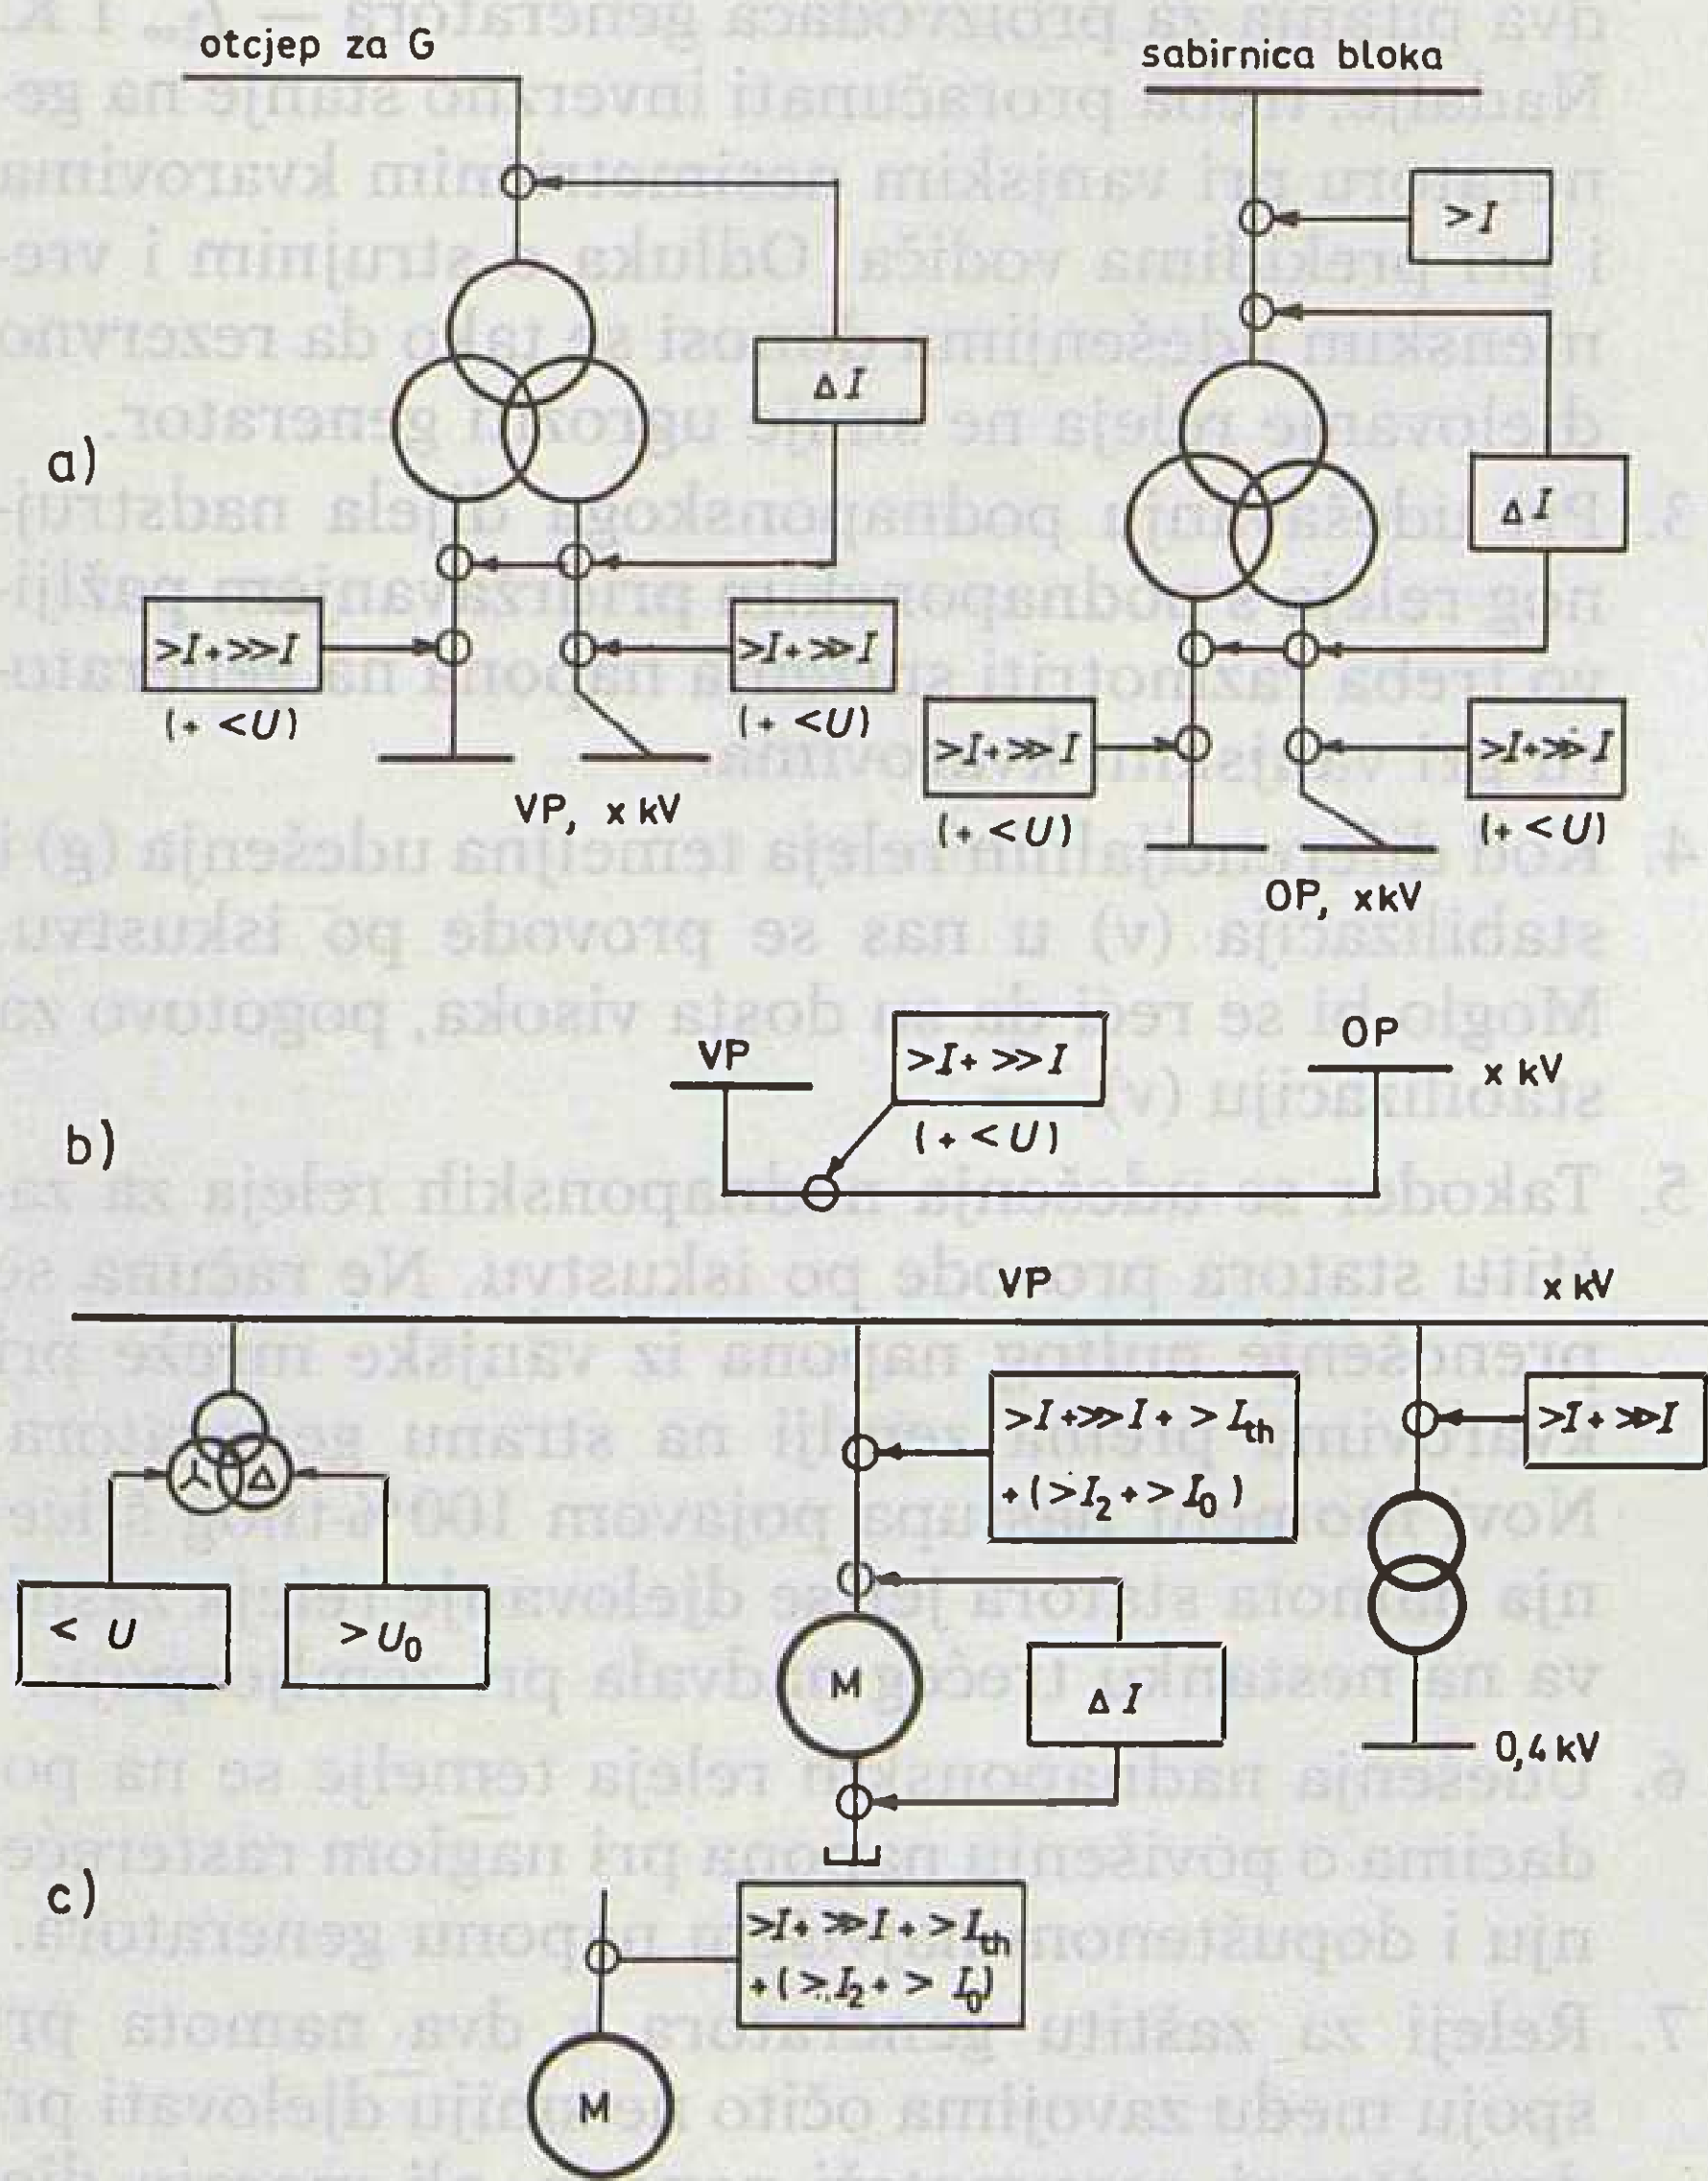 otcjep za G
sabirnica bloka
>I
ΔI
ΔI
a)
>I+>>I
(+ <U)
>I+>>I
(+ <U)
VP, x kV
>I+>>I
(+ <U)
>I+>>I
(+ <U)
OP, xkV
b)
VP
>I+ >>I
(+ <U)
OP
x kV
c)
VP
x kV
< U
>U₀
>I+>>I+ >Ith
+(>I₂+>I₀)
>I+>>I
M
ΔI
0,4 kV
>I+ >>I+ >Ith
+(>I₂+ > I₀)
M